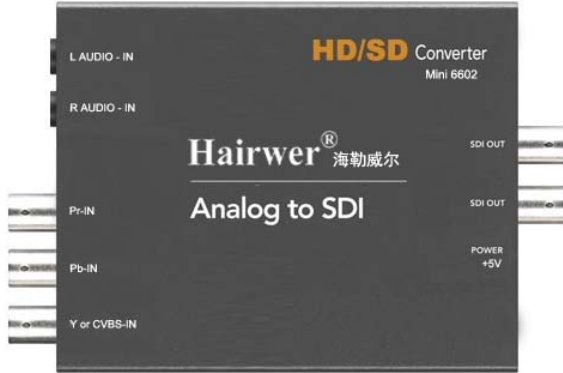 HD/SD Converter
Mini 6602
L AUDIO - IN
R AUDIO - IN
Hairwer® 海勒威尔
Analog to SDI
Pr-IN
Pb-IN
Y or CVBS-IN
SDI OUT
SDI OUT
POWER
+5V